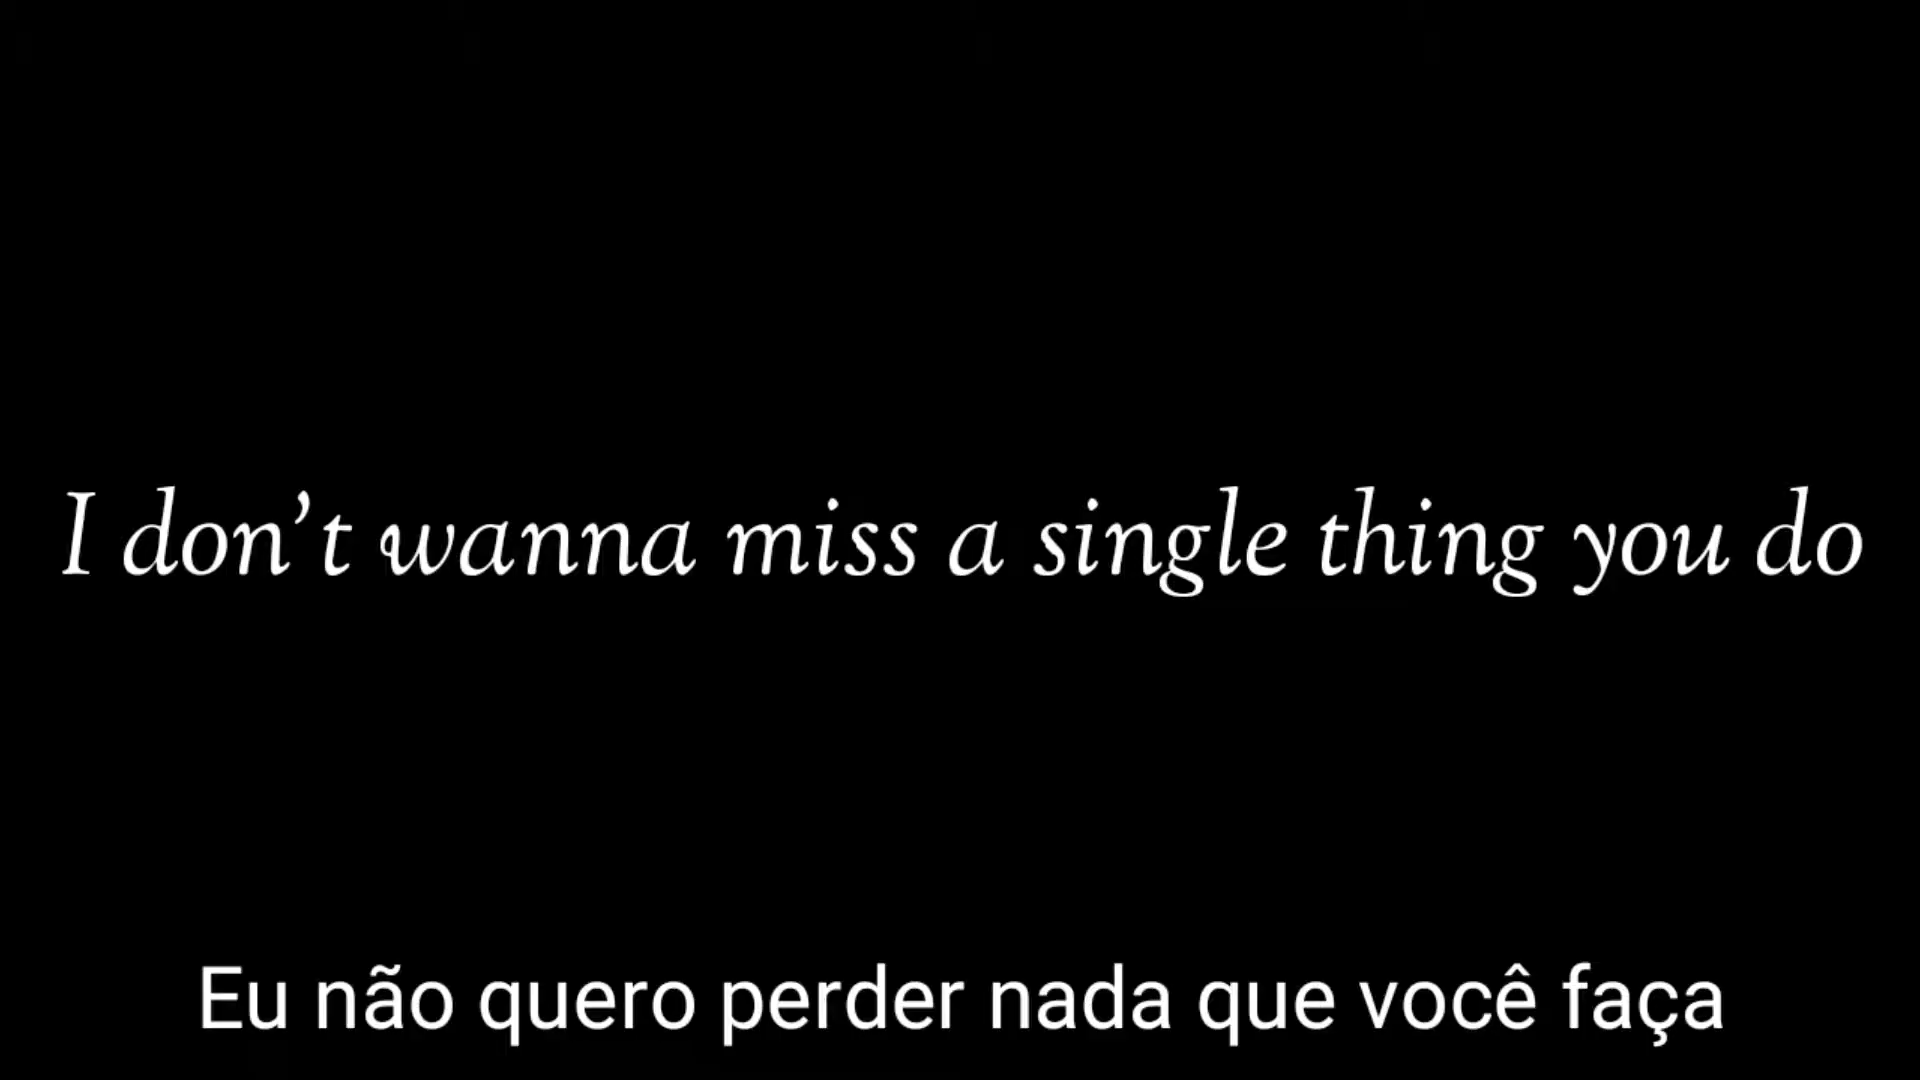 I don’t wanna miss a single thing you do
Eu não quero perder nada que você faça